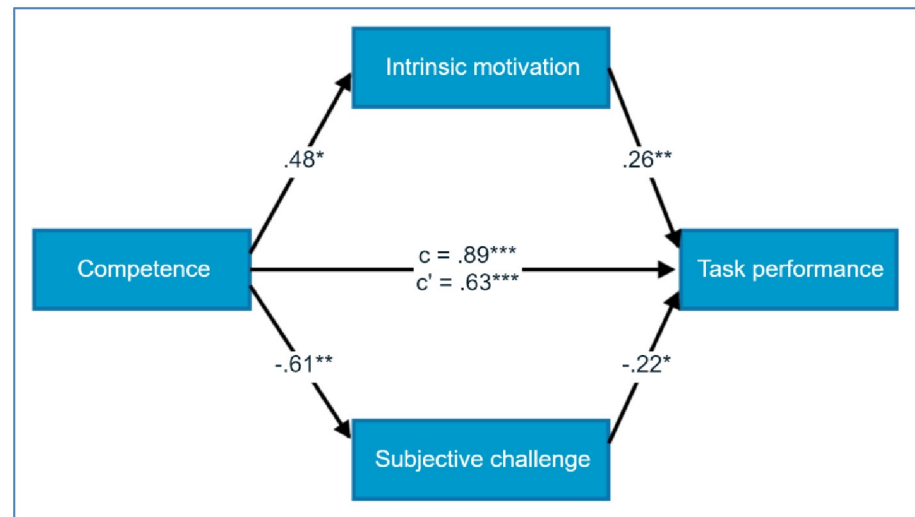 Intrinsic motivation
.48*
.26**
Competence
c = .89***
c' = .63***
Task performance
-.61**
-.22*
Subjective challenge